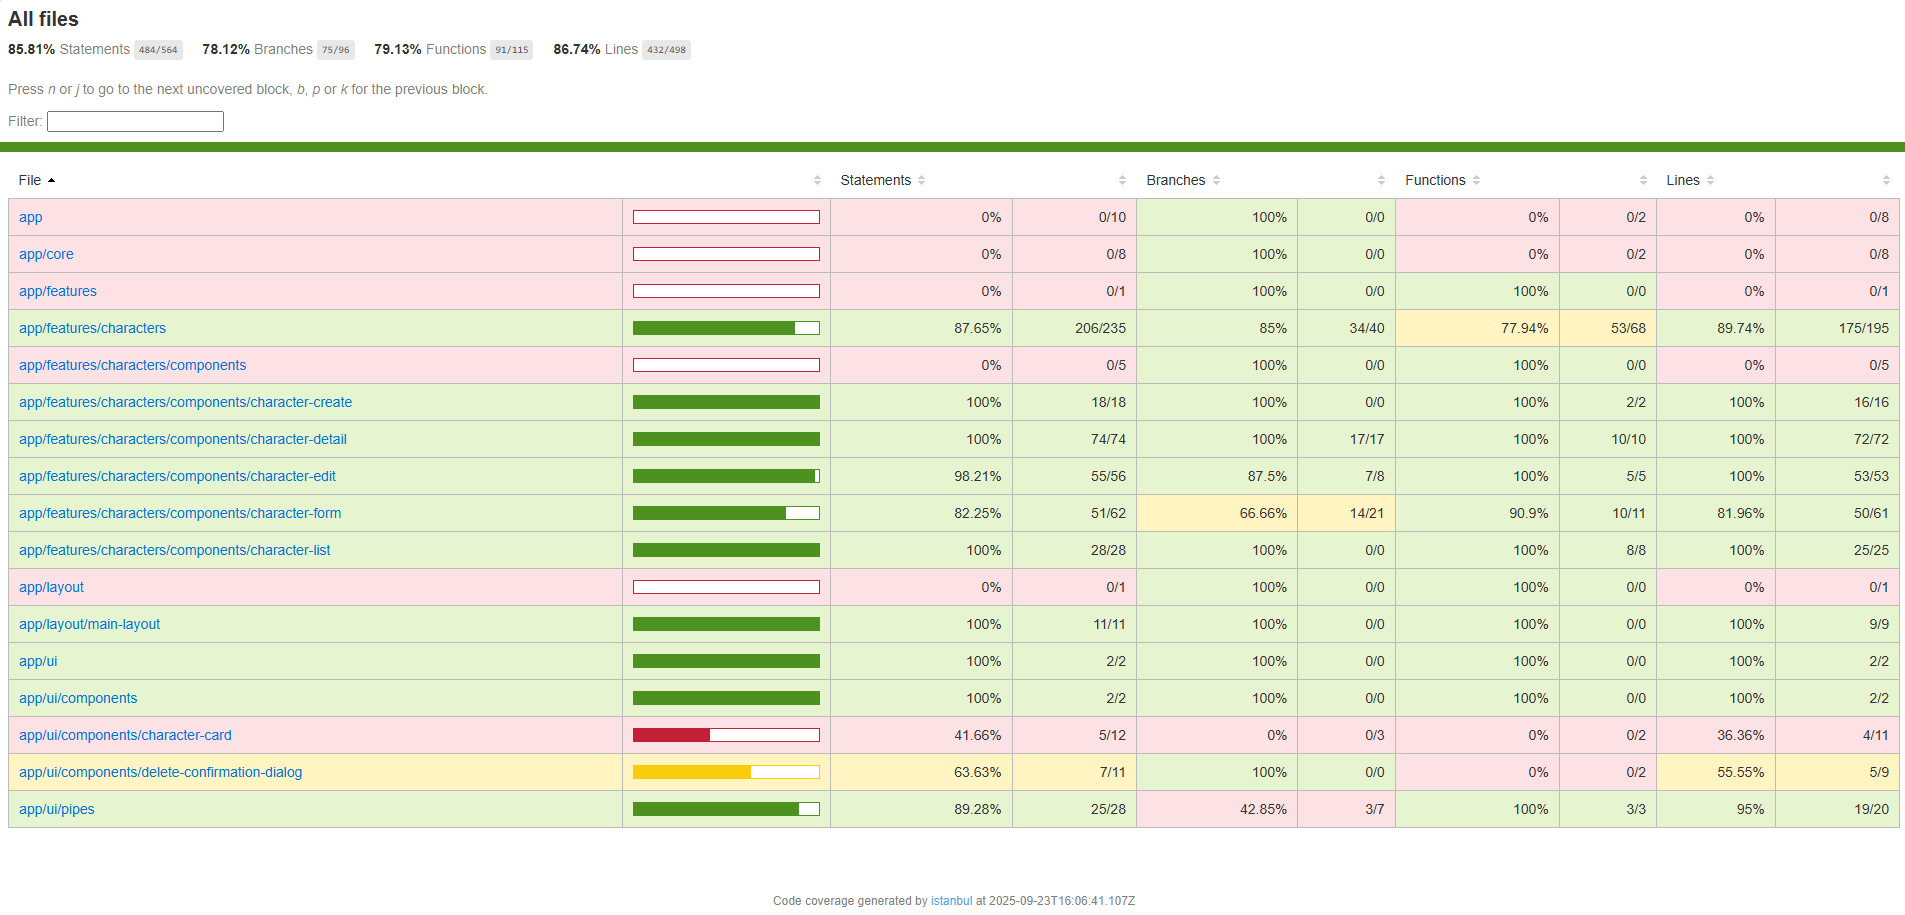 All files
85.81% Statements 484/564 78.12% Branches 75/96 79.13% Functions 91/115 86.74% Lines 432/498
Press n or j to go to the next uncovered block, b, p or k for the previous block.
Filter:
File Statements Branches Functions Lines
app 0% 0/10 100% 0/0 0% 0/2 0% 0/8
app/core 0% 0/8 100% 0/0 0% 0/2 0% 0/8
app/features 0% 0/1 100% 0/0 100% 0/0 0% 0/1
app/features/characters 87.65% 206/235 85% 34/40 77.94% 53/68 89.74% 175/195
app/features/characters/components 0% 0/5 100% 0/0 100% 0/0 0% 0/5
app/features/characters/components/character-create 100% 18/18 100% 0/0 100% 2/2 100% 16/16
app/features/characters/components/character-detail 100% 74/74 100% 17/17 100% 10/10 100% 72/72
app/features/characters/components/character-edit 98.21% 55/56 87.5% 7/8 100% 5/5 100% 53/53
app/features/characters/components/character-form 82.25% 51/62 66.66% 14/21 90.9% 10/11 81.96% 50/61
app/features/characters/components/character-list 100% 28/28 100% 0/0 100% 8/8 100% 25/25
app/layout 0% 0/1 100% 0/0 100% 0/0 0% 0/1
app/layout/main-layout 100% 11/11 100% 0/0 100% 0/0 100% 9/9
app/ui 100% 2/2 100% 0/0 100% 0/0 100% 2/2
app/ui/components 100% 2/2 100% 0/0 100% 0/0 100% 2/2
app/ui/components/character-card 41.66% 5/12 0% 0/3 0% 0/2 36.36% 4/11
app/ui/components/delete-confirmation-dialog 63.63% 7/11 100% 0/0 0% 0/2 55.55% 5/9
app/ui/pipes 89.28% 25/28 42.85% 3/7 100% 3/3 95% 19/20
Code coverage generated by istanbul at 2025-09-23T16:06:41.107Z